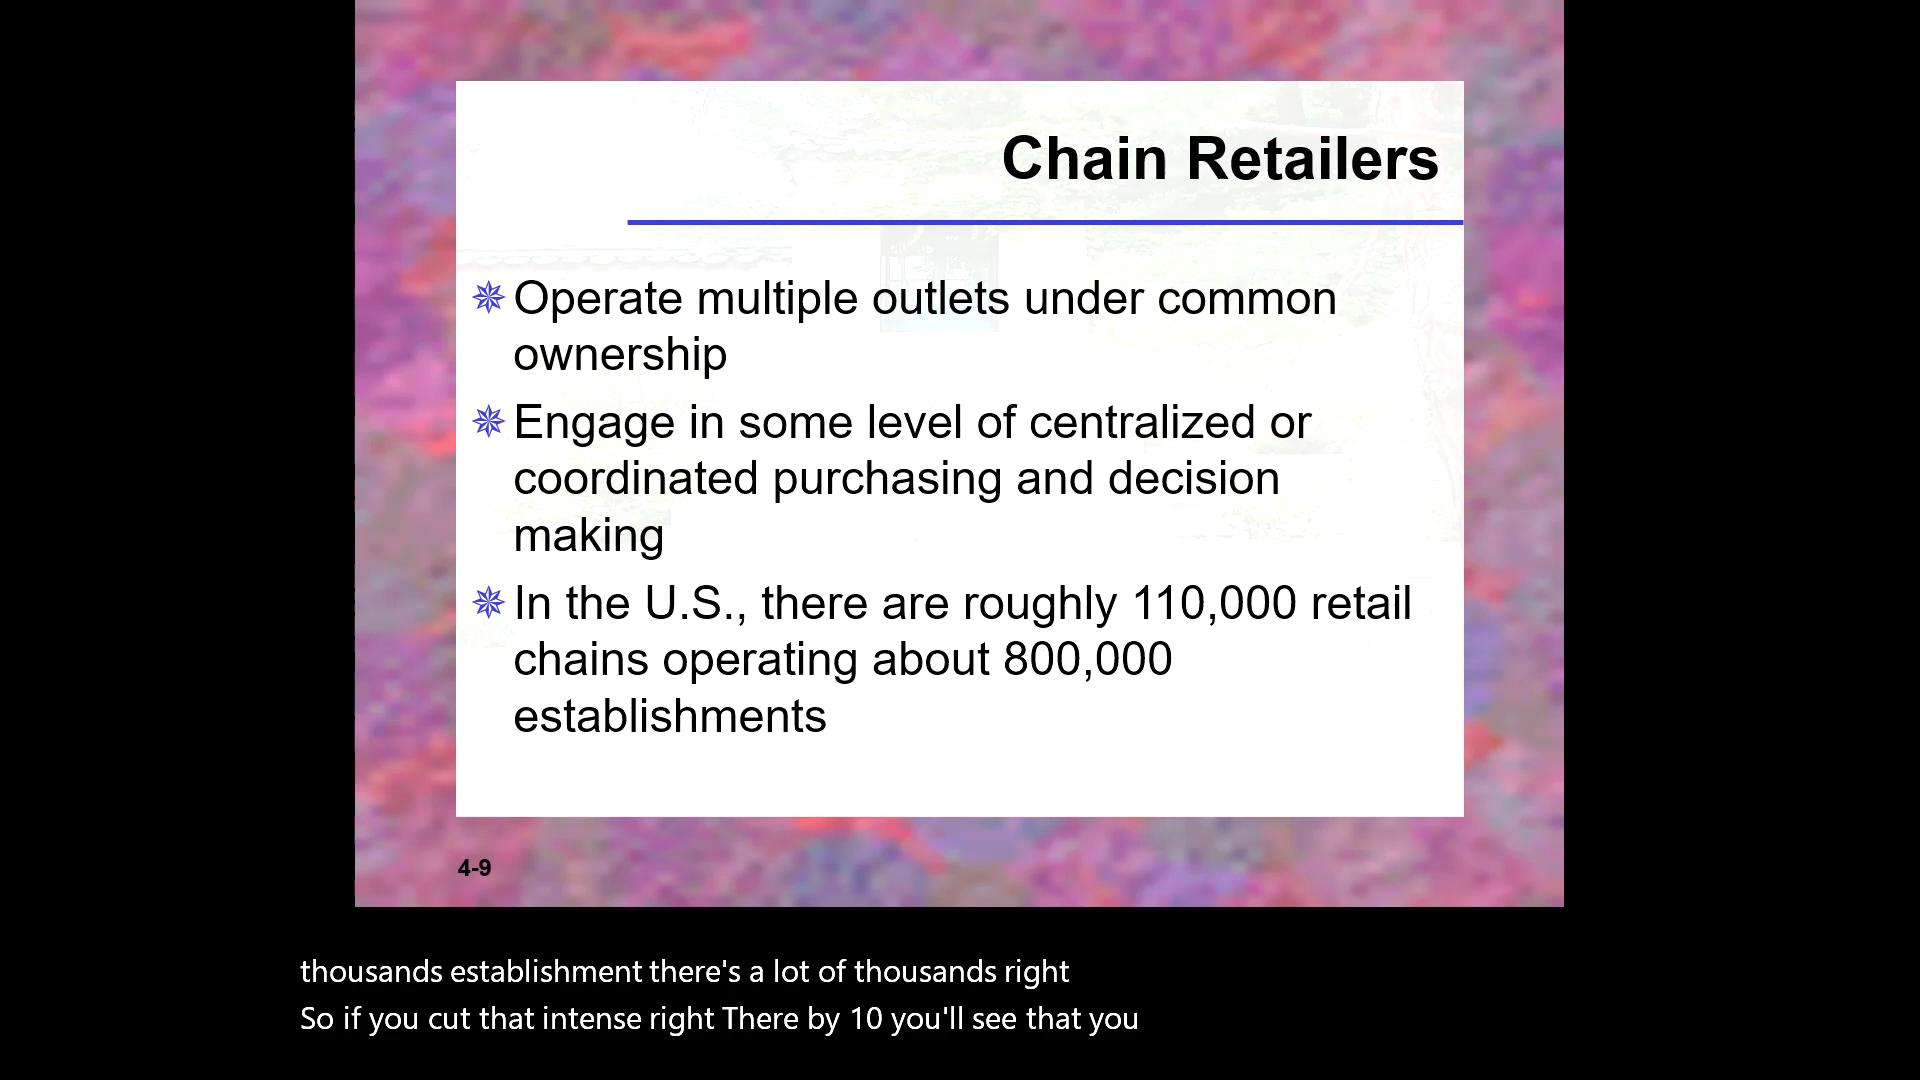 Chain Retailers
Operate multiple outlets under common
ownership
Engage in some level of centralized or
coordinated purchasing and decision
making
In the U.S., there are roughly 110,000 retail
chains operating about 800,000
establishments
4-9
thousands establishment there's a lot of thousands right
So if you cut that intense right There by 10 you'll see that you